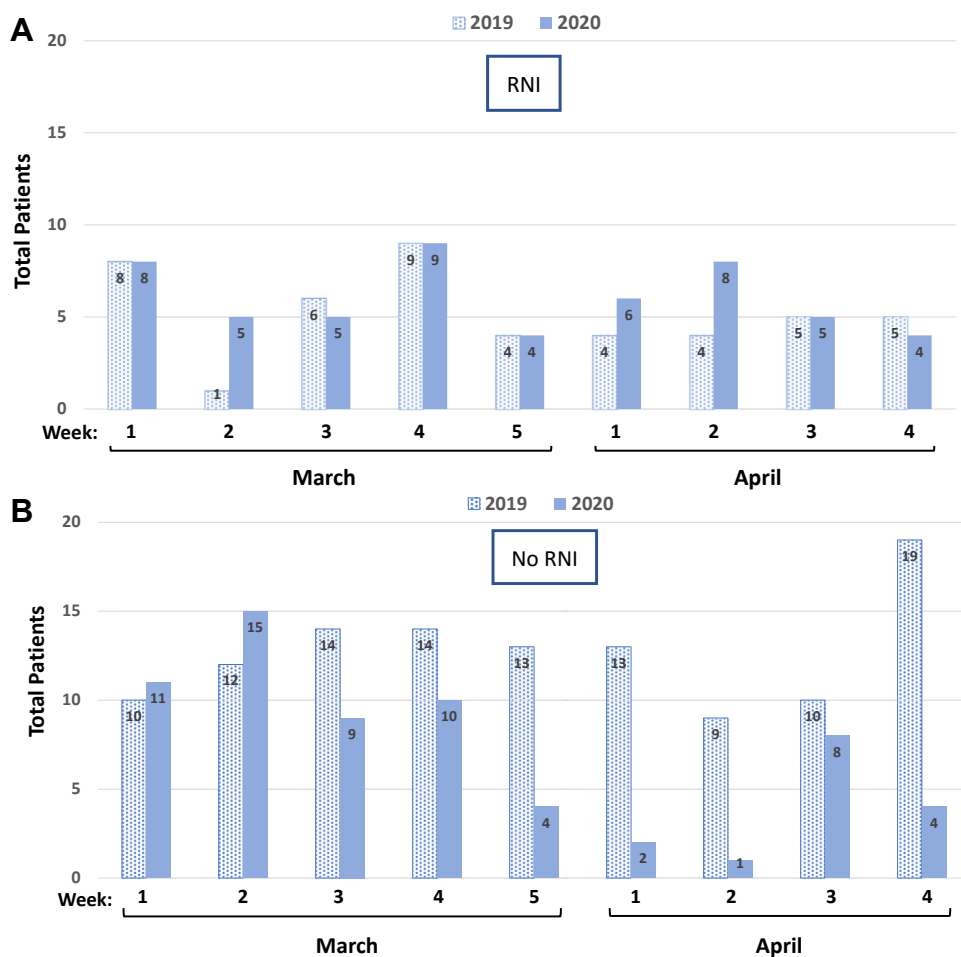 A
2019 2020
RNI
Total Patients
20
15
10
5
0
8 8 1 5 6 5 9 9 4 4 4 6 4 8 5 5 5 4
Week: 1 2 3 4 5 1 2 3 4
March April
B
2019 2020
No RNI
Total Patients
20
15
10
5
0
10 11 12 15 14 9 14 10 13 4 13 2 9 1 10 8 19 4
Week: 1 2 3 4 5 1 2 3 4
March April